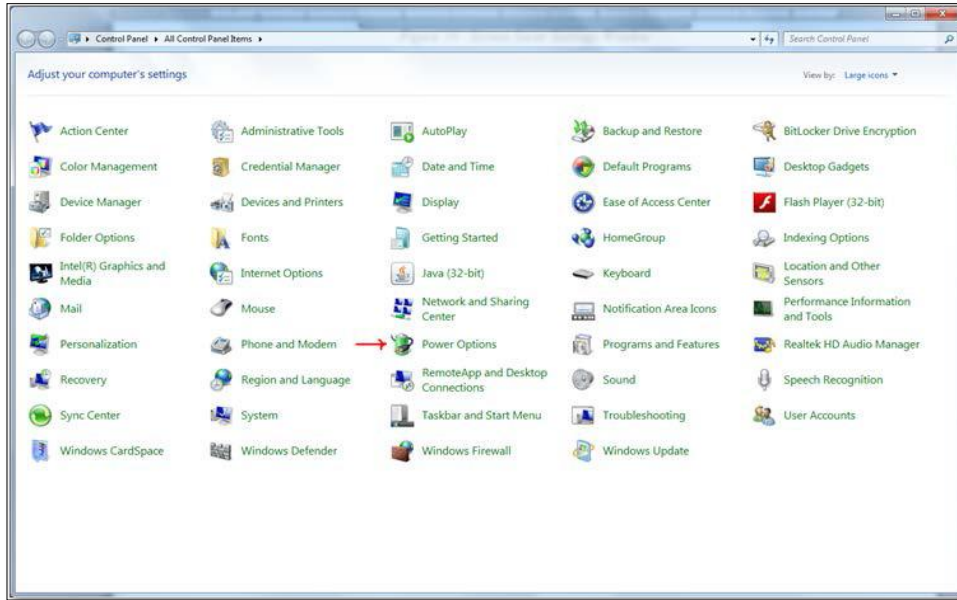 Control Panel All Control Panel Items Search Control Panel
Adjust your computer's settings View by: Large icons
Action Center Administrative Tools AutoPlay Backup and Restore BitLocker Drive Encryption
Color Management Credential Manager Date and Time Default Programs Desktop Gadgets
Device Manager Devices and Printers Display Ease of Access Center Flash Player (32-bit)
Folder Options Fonts Getting Started HomeGroup Indexing Options
Intel(R) Graphics and Media Internet Options Java (32-bit) Keyboard Location and Other Sensors
Mail Mouse Network and Sharing Center Notification Area Icons Performance Information and Tools
Personalization Phone and Modem Power Options Programs and Features Realtek HD Audio Manager
Recovery Region and Language RemoteApp and Desktop Connections Sound Speech Recognition
Sync Center System Taskbar and Start Menu Troubleshooting User Accounts
Windows CardSpace Windows Defender Windows Firewall Windows Update